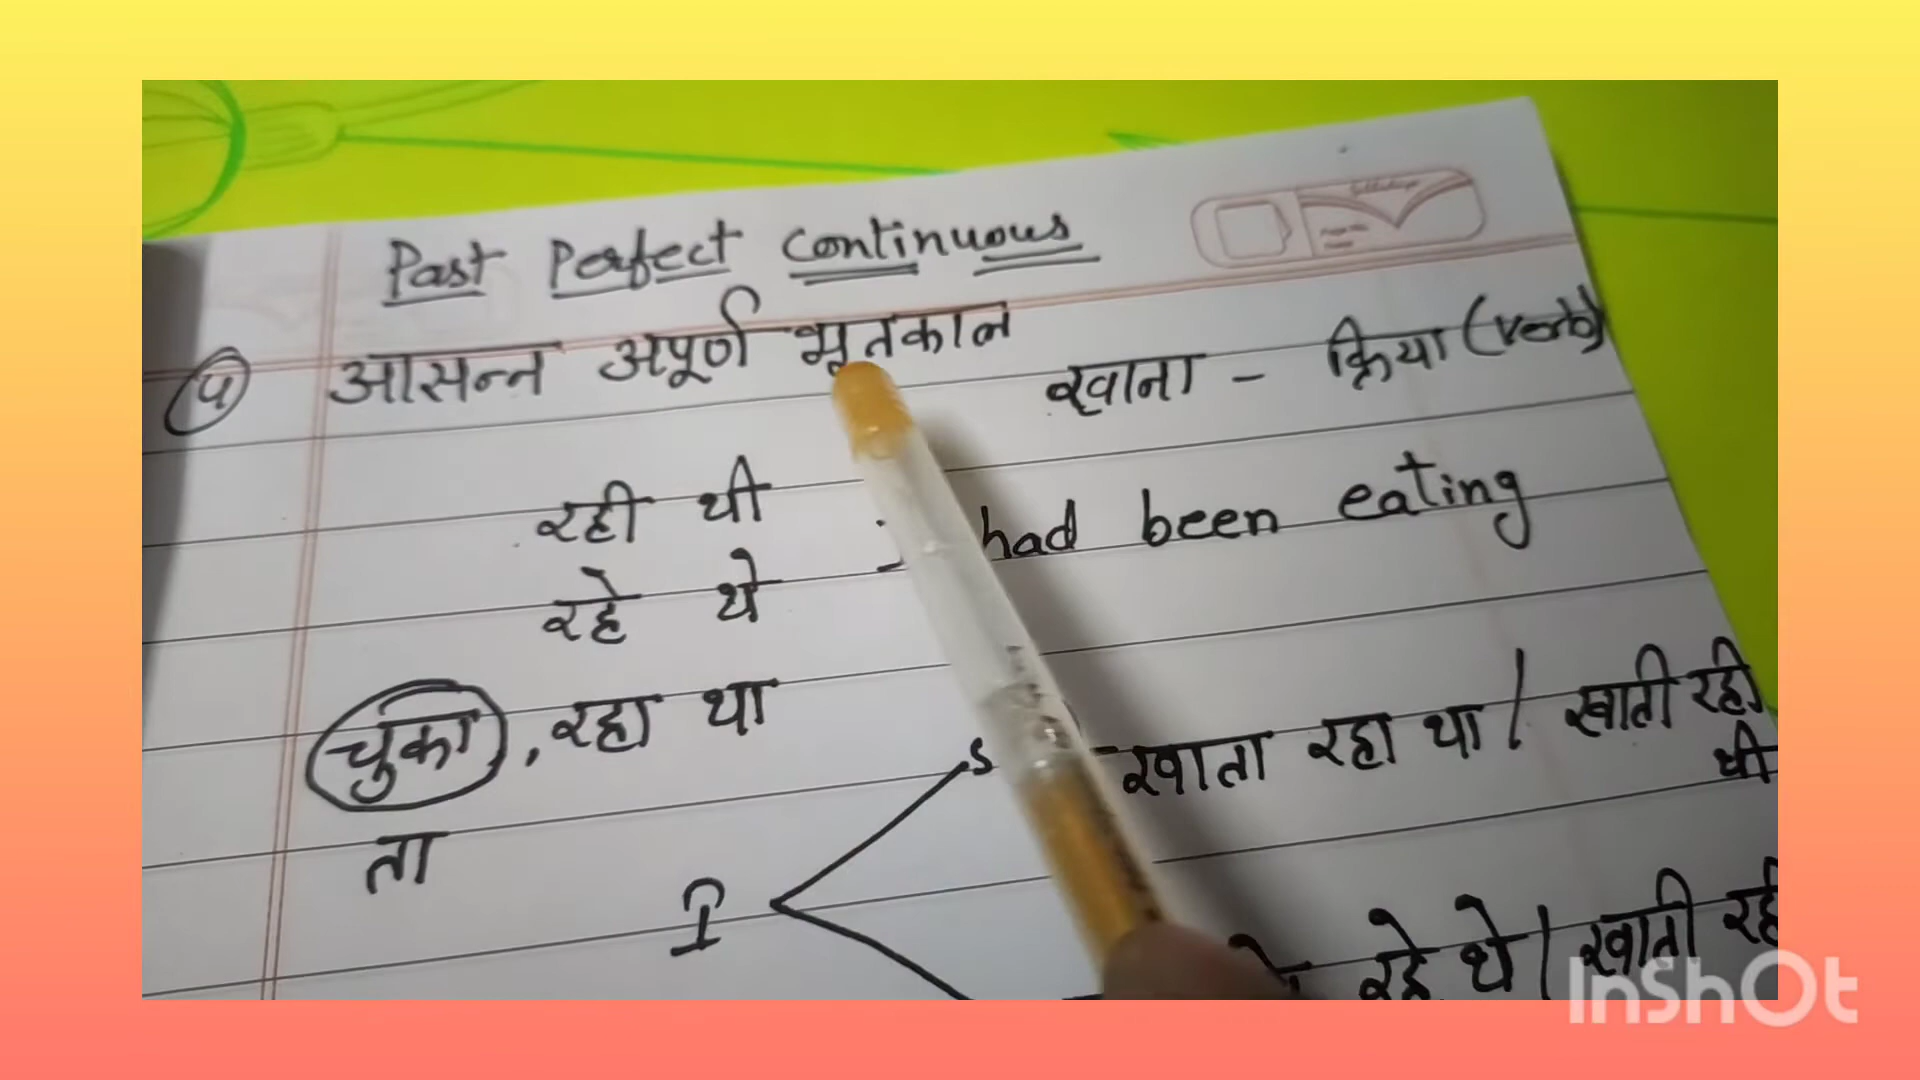 Past Perfect Continuous
आसन्न अपूर्ण भूतकाल
खाना - क्रिया (verb)
रही थी
had been eating
रहे थे
चुका, रहा था
S
खाता रहा था / खाती रही थी
ता
I
रहे थे / खाती रही
InShOt